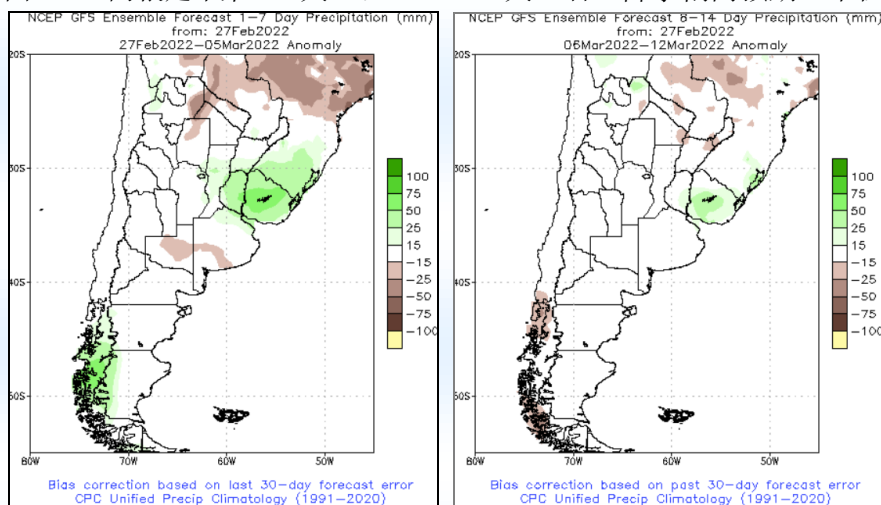 NCEP GFS Ensemble Forecast 1–7 Day Precipitation (mm)
from: 27Feb2022
27Feb2022–05Mar2022 Anomaly
20S
30S
40S
50S
80W
70W
60W
50W
100
75
50
25
15
−15
−25
−50
−75
−100
Bias correction based on last 30–day forecast error
CPC Unified Precip Climatology (1991–2020)
NCEP GFS Ensemble Forecast 8–14 Day Precipitation (mm)
from: 27Feb2022
06Mar2022–12Mar2022 Anomaly
20S
30S
40S
50S
80W
70W
60W
50W
100
75
50
25
15
−15
−25
−50
−75
−100
Bias correction based on past 30–day forecast error
CPC Unified Precip Climatology (1991–2020)